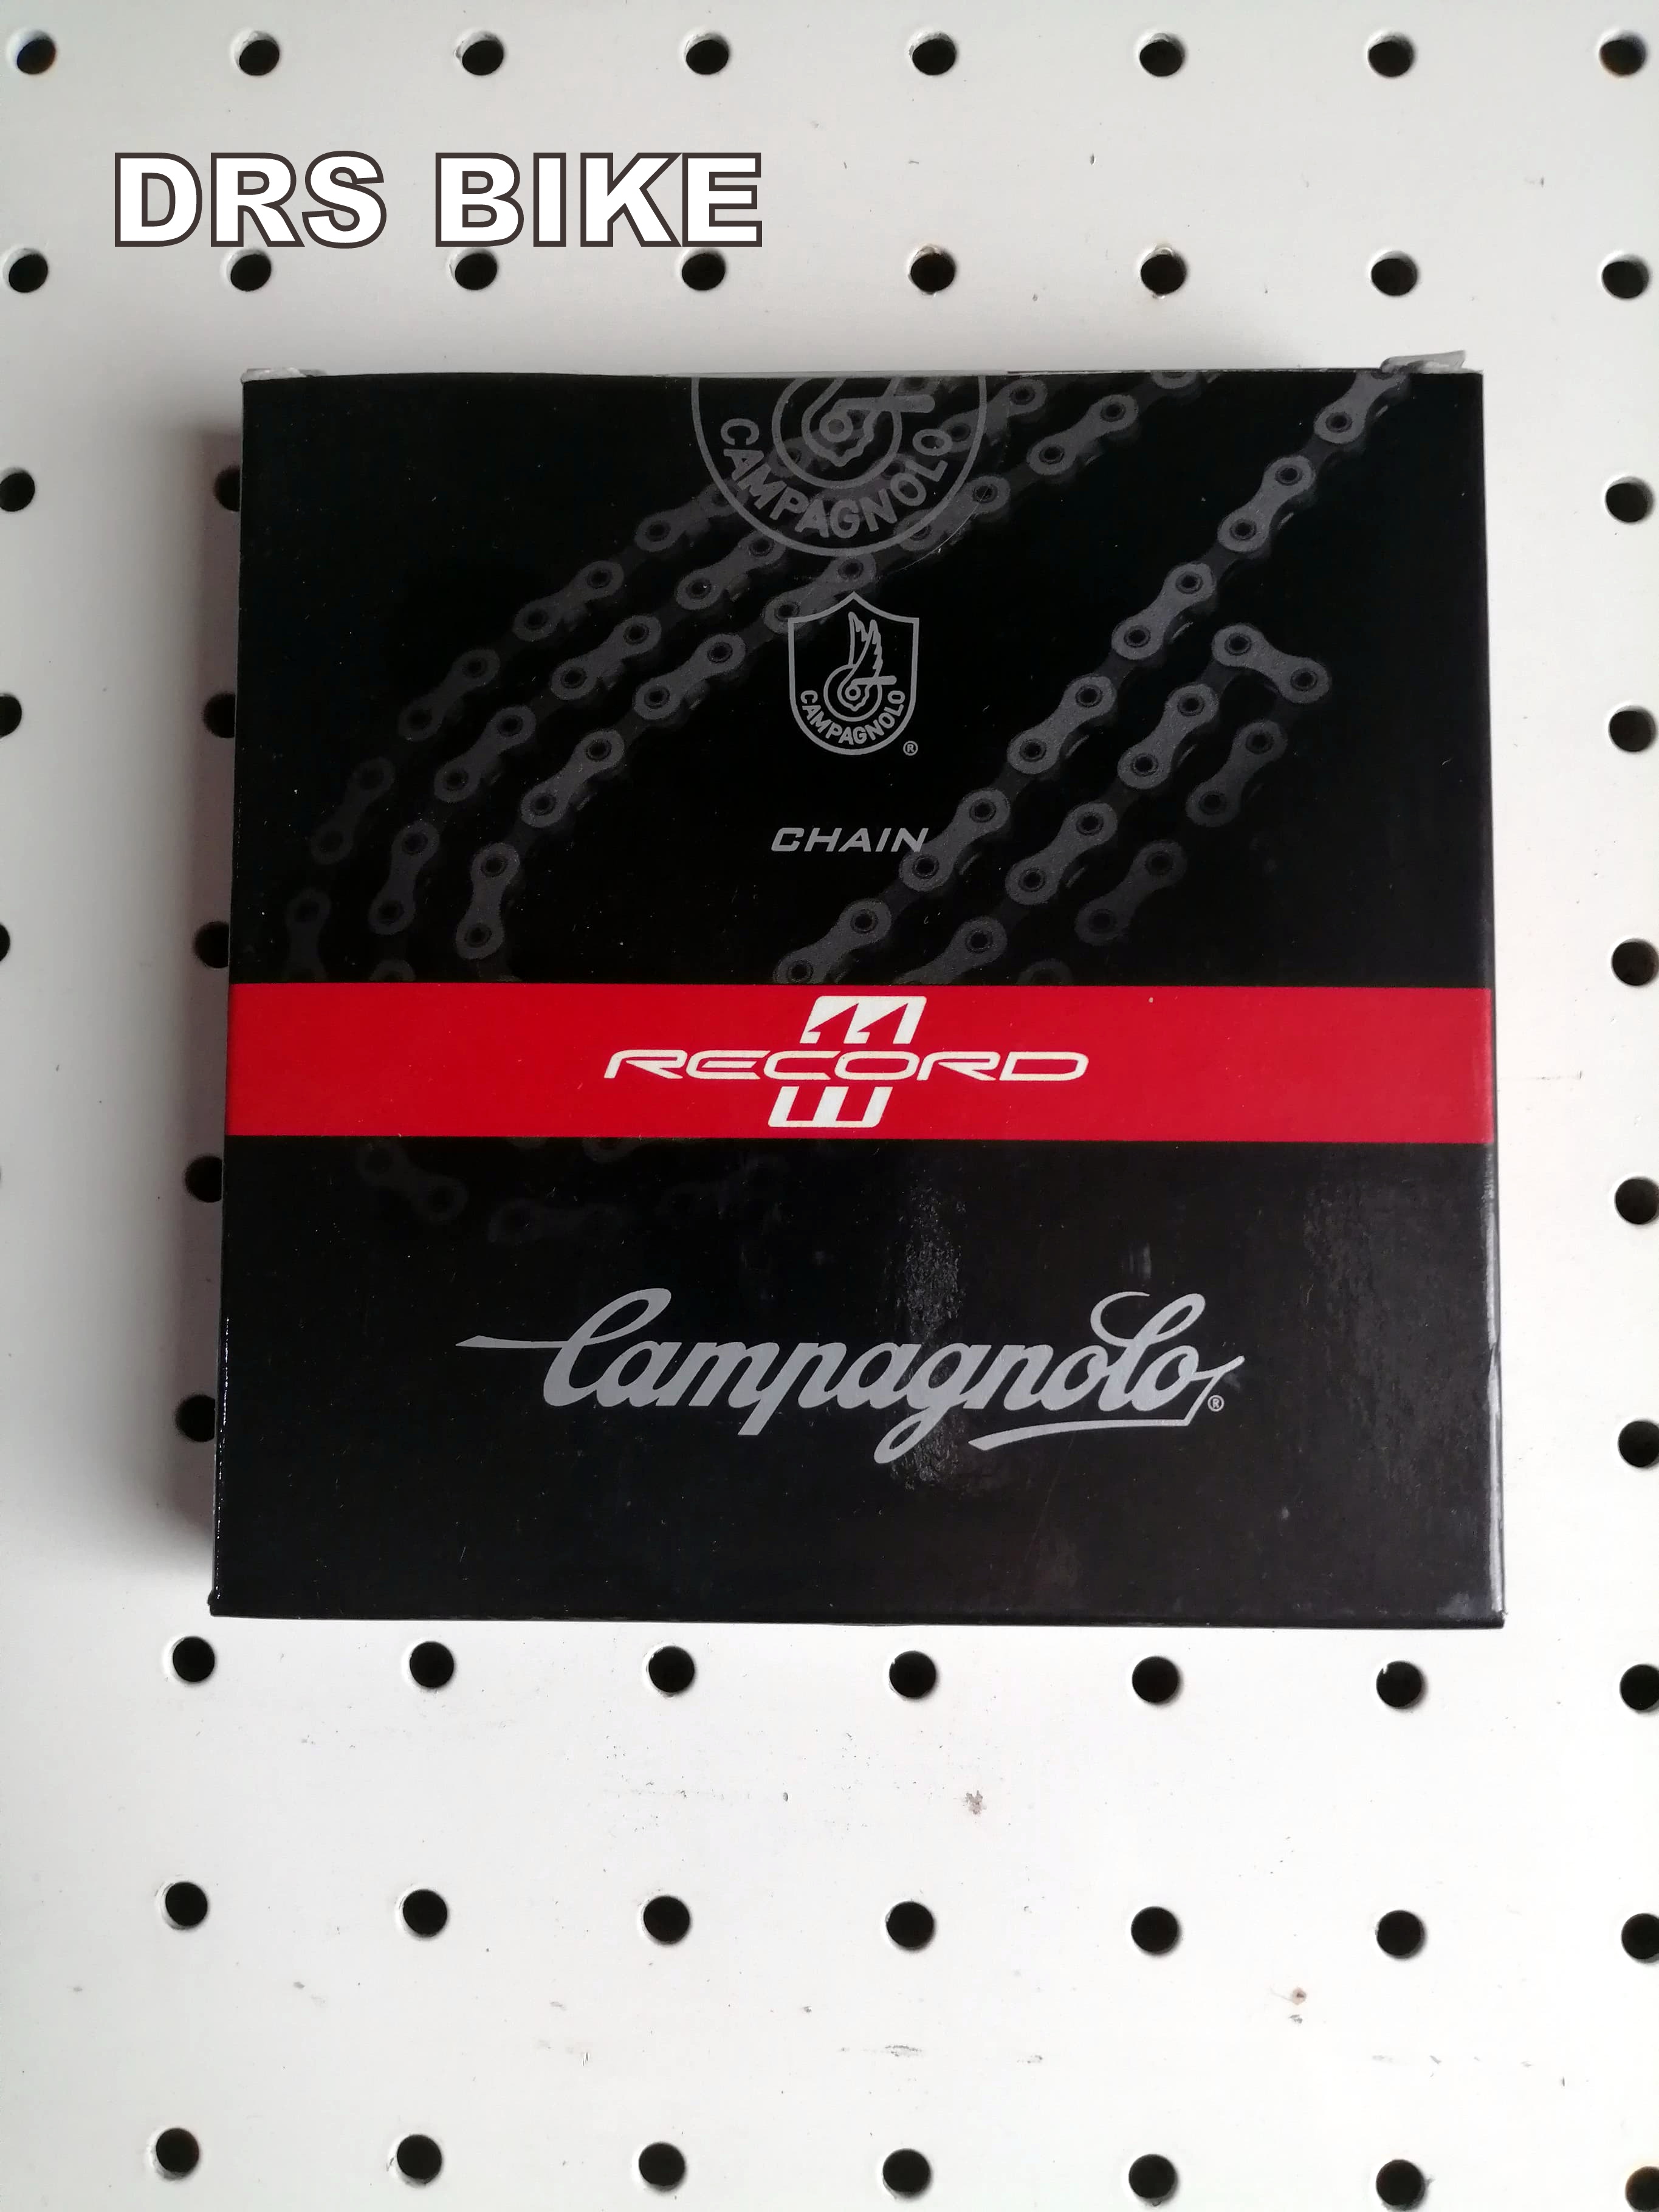 DRS BIKE
CAMPAGNOLO
CAMPAGNOLO
®
CHAIN
11
RECORD
Campagnolo®